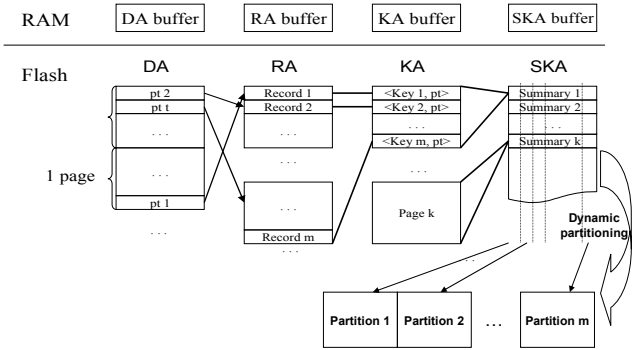 RAM
DA buffer
RA buffer
KA buffer
SKA buffer
Flash
DA
RA
KA
SKA
pt 2
pt t
. . .
. . .
pt 1
. . .
1 page
Record 1
Record 2
. . .
. . .
. . .
Record m
. . .
<Key 1, pt>
<Key 2, pt>
. . .
<Key m, pt>
. . .
Page k
Summary 1
Summary 2
. . .
Summary k
Dynamic
partitioning
. . .
Partition 1
Partition 2
...
Partition m